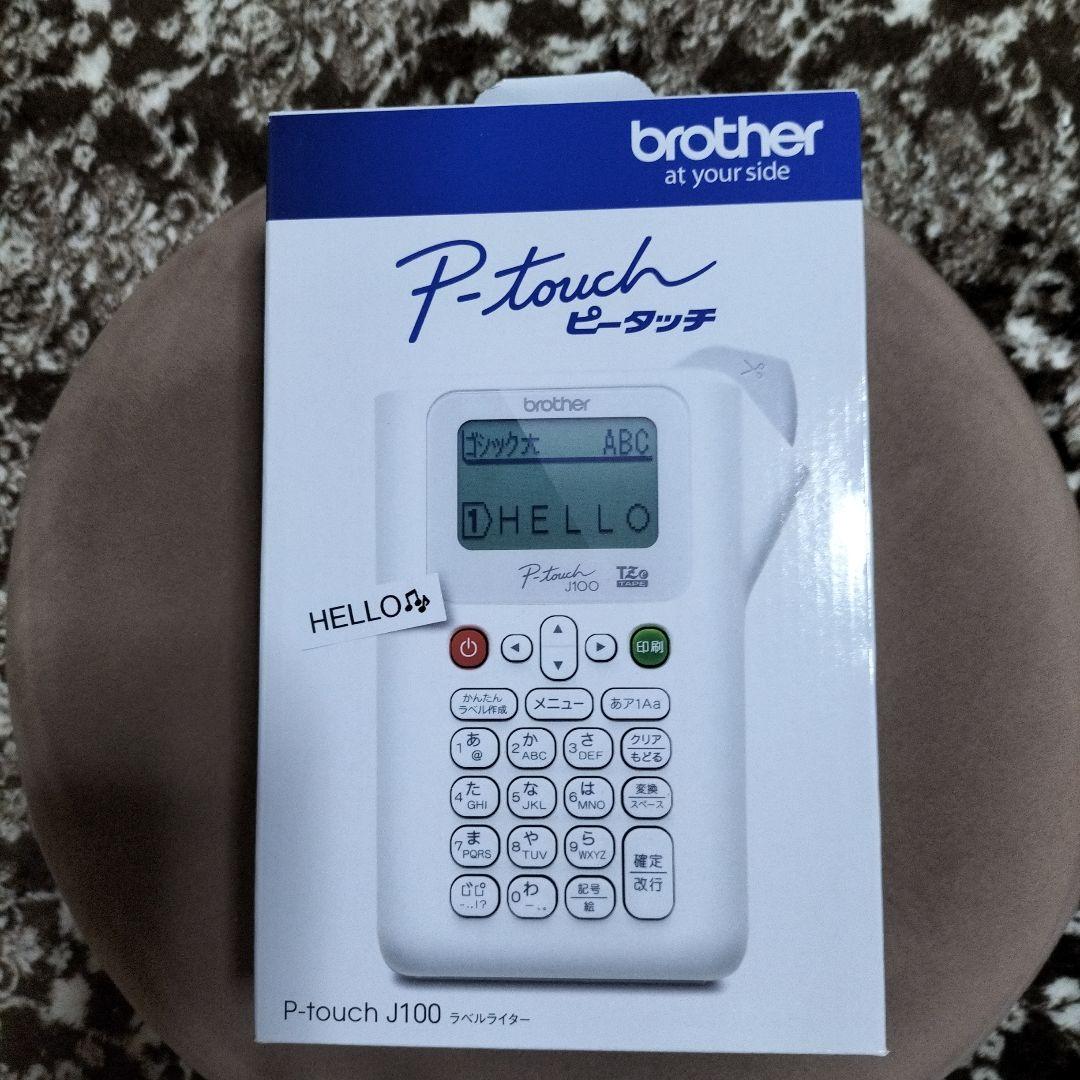 brother
at your side
P-touch
ピータッチ
brother
ゴシック大 ABC
1 HELLO
P-touch
J100
TZe
TAPE
HELLO♫
印刷
かんたん
ラベル作成
メニュー
あア1Aa
1 あ @
2 か ABC
3 さ DEF
クリア
もどる
4 た GHI
5 な JKL
6 は MNO
変換
スペース
7 ま PQRS
8 や TUV
9 ら WXYZ
確定
改行
0 わ
記号
絵
P-touch J100 ラベルライター